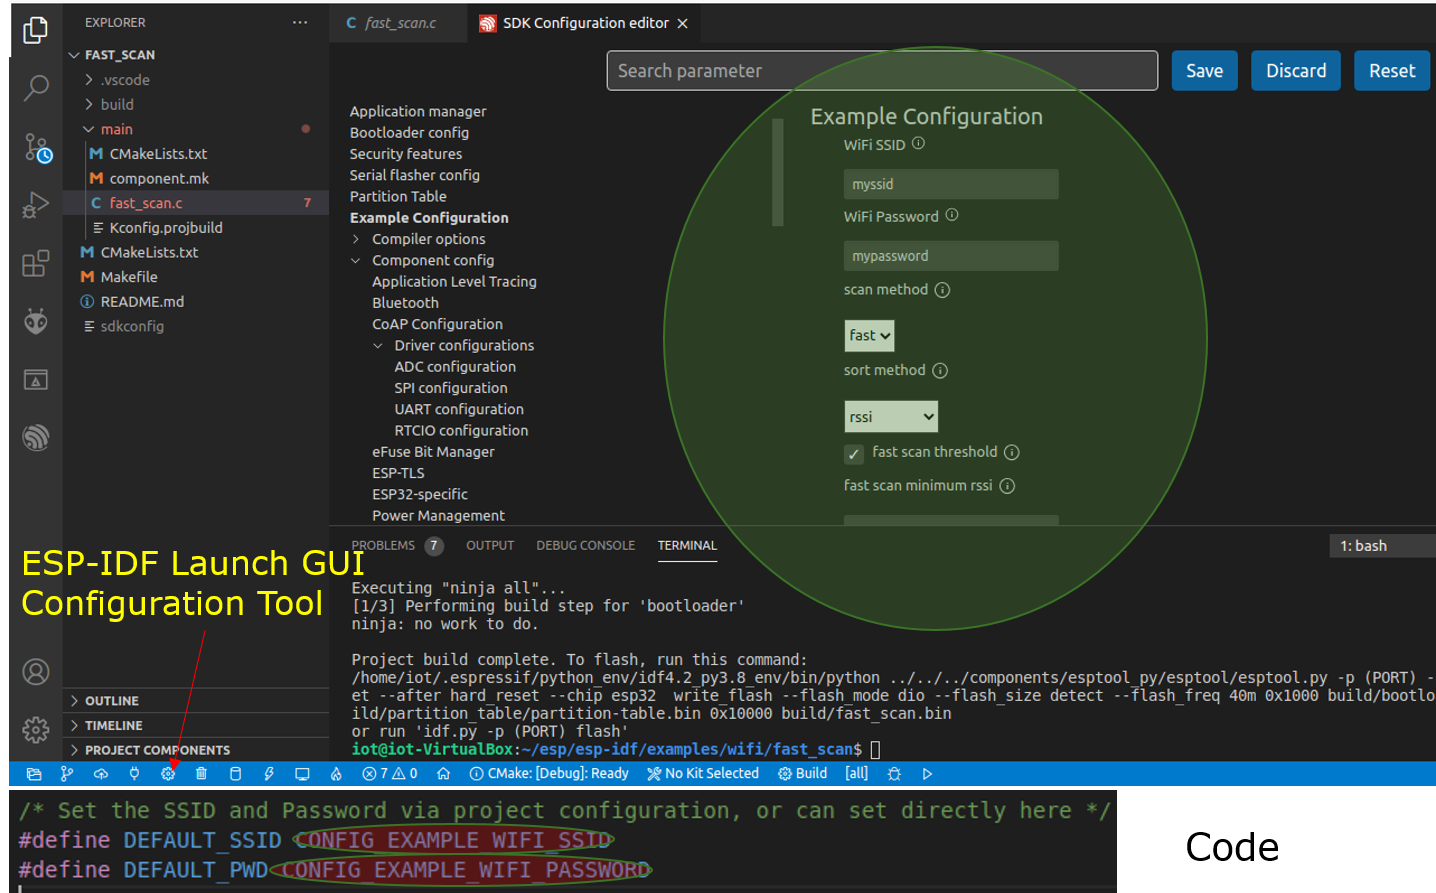 EXPLORER
FAST_SCAN
.vscode
build
main
CMakeLists.txt
component.mk
fast_scan.c 7
Kconfig.projbuild
CMakeLists.txt
Makefile
README.md
sdkconfig
OUTLINE
TIMELINE
PROJECT COMPONENTS
fast_scan.c
SDK Configuration editor
Search parameter
Save
Discard
Reset
Application manager
Bootloader config
Security features
Serial flasher config
Partition Table
Example Configuration
Compiler options
Component config
Application Level Tracing
Bluetooth
CoAP Configuration
Driver configurations
ADC configuration
SPI configuration
UART configuration
RTCIO configuration
eFuse Bit Manager
ESP-TLS
ESP32-specific
Power Management
Example Configuration
WiFi SSID
myssid
WiFi Password
mypassword
scan method
fast
sort method
rssi
fast scan threshold
fast scan minimum rssi
PROBLEMS 7 OUTPUT DEBUG CONSOLE TERMINAL
1: bash
Executing "ninja all"...
[1/3] Performing build step for 'bootloader'
ninja: no work to do.
Project build complete. To flash, run this command:
/home/iot/.espressif/python_env/idf4.2_py3.8_env/bin/python ../../../components/esptool_py/esptool/esptool.py -p (PORT) -
et --after hard_reset --chip esp32  write_flash --flash_mode dio --flash_size detect --flash_freq 40m 0x1000 build/bootlo
ild/partition_table/partition-table.bin 0x10000 build/fast_scan.bin
or run 'idf.py -p (PORT) flash'
iot@iot-VirtualBox:~/esp/esp-idf/examples/wifi/fast_scan$
ESP-IDF Launch GUI
Configuration Tool
7 0 CMake: [Debug]: Ready No Kit Selected Build [all]
/* Set the SSID and Password via project configuration, or can set directly here */
#define DEFAULT_SSID CONFIG_EXAMPLE_WIFI_SSID
#define DEFAULT_PWD CONFIG_EXAMPLE_WIFI_PASSWORD
Code